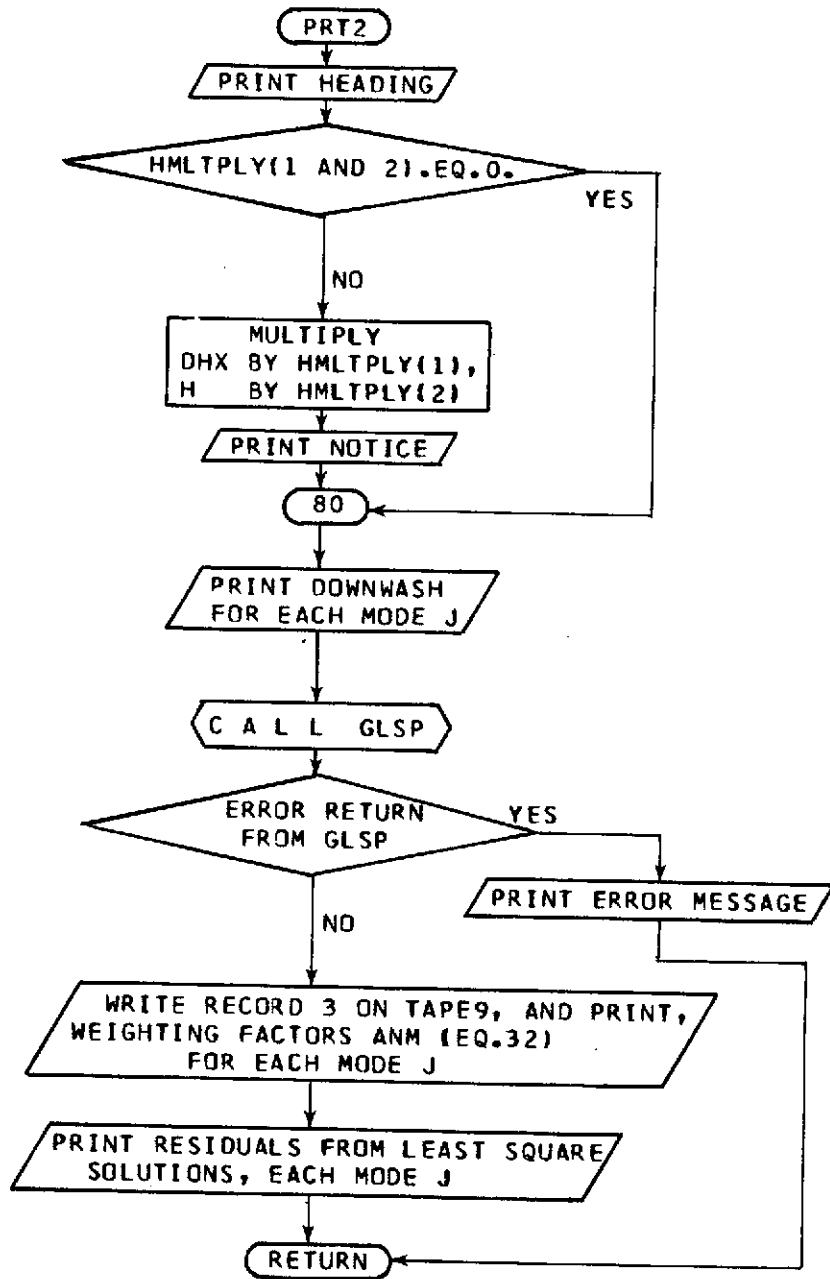 PRT2
PRINT HEADING
HMLTPLY(1 AND 2).EQ.0.
YES
NO
MULTIPLY
DHX BY HMLTPLY(1),
H BY HMLTPLY(2)
PRINT NOTICE
80
PRINT DOWNWASH
FOR EACH MODE J
CALL GLSP
ERROR RETURN
FROM GLSP
YES
PRINT ERROR MESSAGE
NO
WRITE RECORD 3 ON TAPE9, AND PRINT,
WEIGHTING FACTORS ANM (EQ.32)
FOR EACH MODE J
PRINT RESIDUALS FROM LEAST SQUARE
SOLUTIONS, EACH MODE J
RETURN